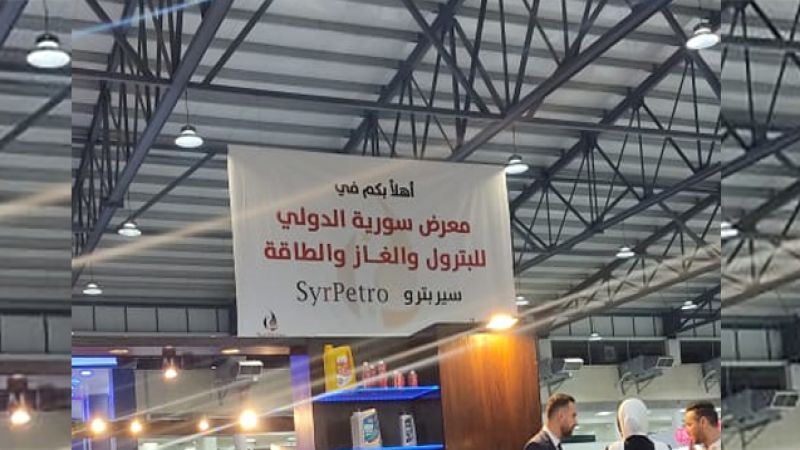 أهلاً بكم في
معرض سورية الدولي
للبترول والغاز والطاقة
سيربترو SyrPetro